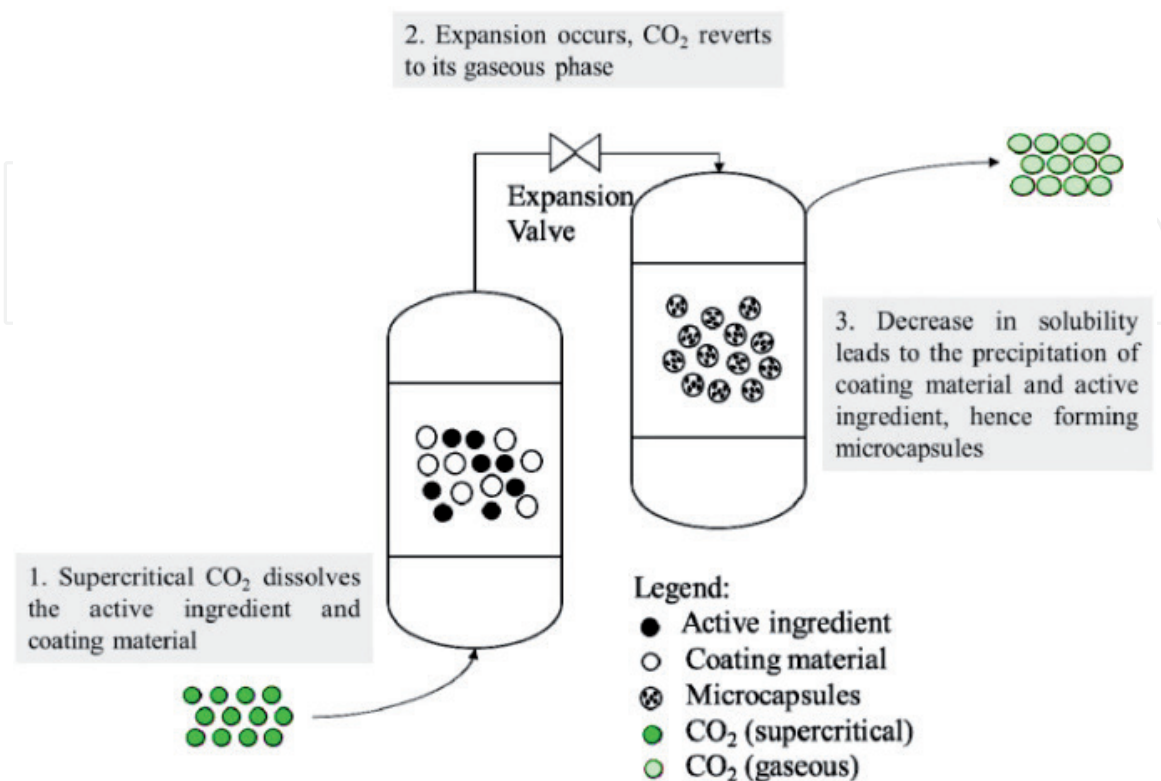 2. Expansion occurs, CO₂ reverts
to its gaseous phase
Expansion
Valve
3. Decrease in solubility
leads to the precipitation of
coating material and active
ingredient, hence forming
microcapsules
1. Supercritical CO₂ dissolves
the active ingredient and
coating material
Legend:
Active ingredient
Coating material
Microcapsules
CO₂ (supercritical)
CO₂ (gaseous)